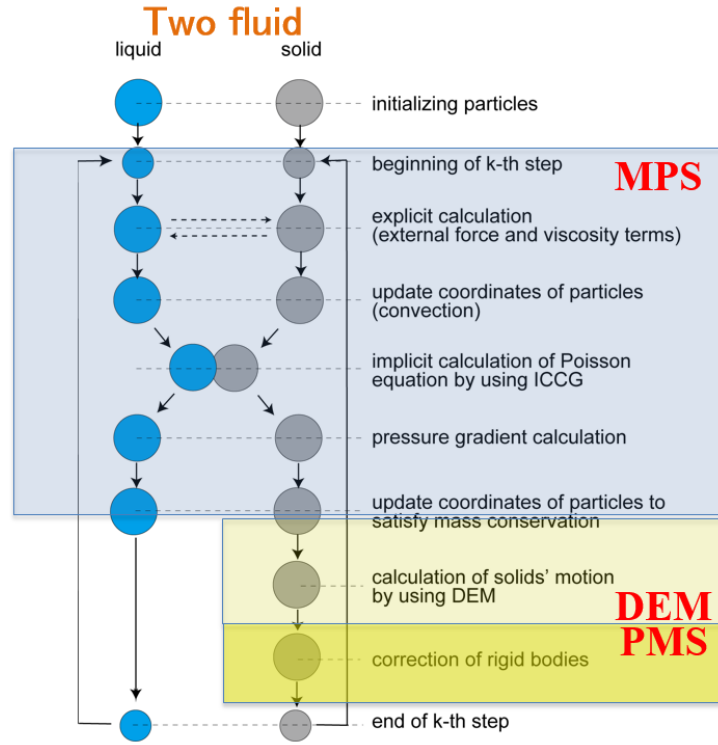 Two fluid
liquid
solid
initializing particles
beginning of k-th step
MPS
explicit calculation
(external force and viscosity terms)
update coordinates of particles
(convection)
implicit calculation of Poisson
equation by using ICCG
pressure gradient calculation
update coordinates of particles to
satisfy mass conservation
calculation of solids' motion
by using DEM
DEM
PMS
correction of rigid bodies
end of k-th step